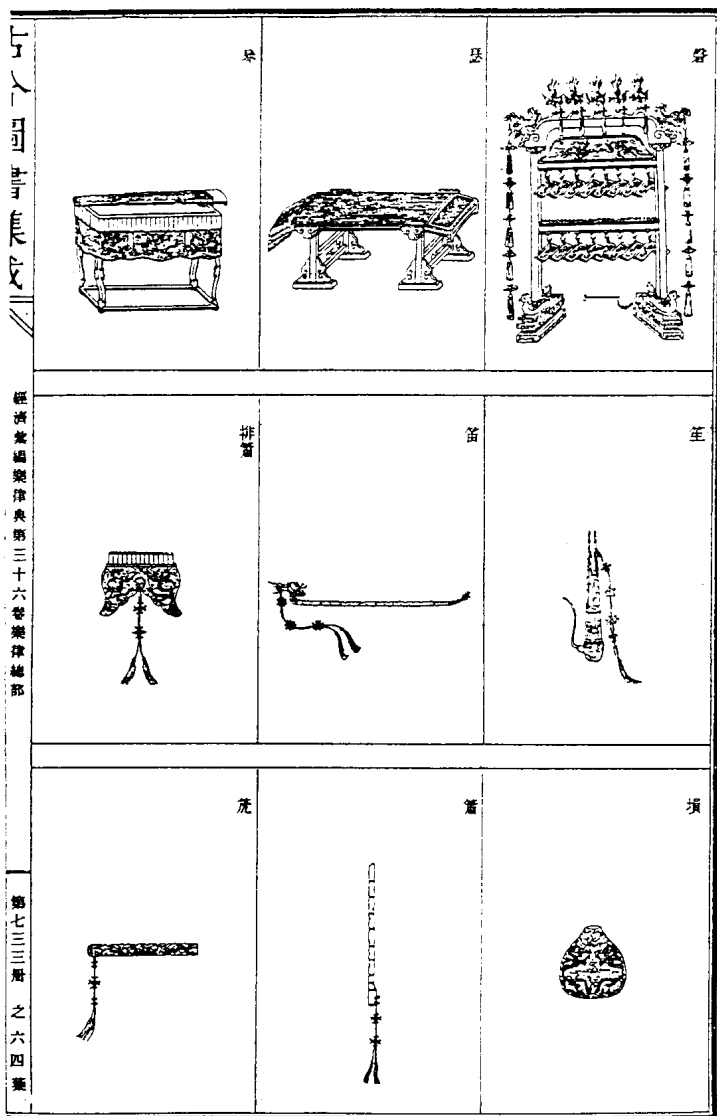 磬
瑟
琴
笙
笛
排簫
塤
簫
箎
古今圖書集成
經濟彙編樂律典第三十六卷樂律總部
第七三三冊 之六四葉